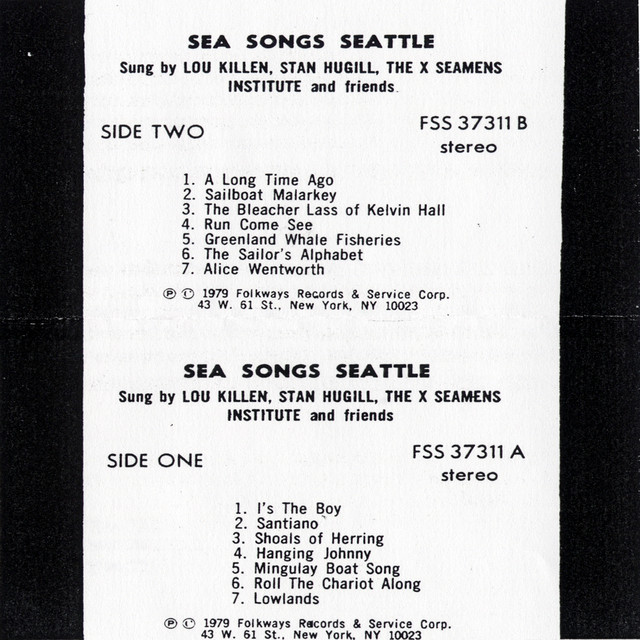 SEA SONGS SEATTLE
Sung by LOU KILLEN, STAN HUGILL, THE X SEAMENS
INSTITUTE and friends.
SIDE TWO
FSS 37311 B
stereo
1. A Long Time Ago
2. Sailboat Malarkey
3. The Bleacher Lass of Kelvin Hall
4. Run Come See
5. Greenland Whale Fisheries
6. The Sailor's Alphabet
7. Alice Wentworth
℗ © 1979 Folkways Records & Service Corp.
43 W. 61 St., New York, NY 10023
SEA SONGS SEATTLE
Sung by LOU KILLEN, STAN HUGILL, THE X SEAMENS
INSTITUTE and friends
SIDE ONE
FSS 37311 A
stereo
1. I's The Boy
2. Santiano
3. Shoals of Herring
4. Hanging Johnny
5. Mingulay Boat Song
6. Roll The Chariot Along
7. Lowlands
℗ © 1979 Folkways Records & Service Corp.
43 W. 61 St., New York, NY 10023